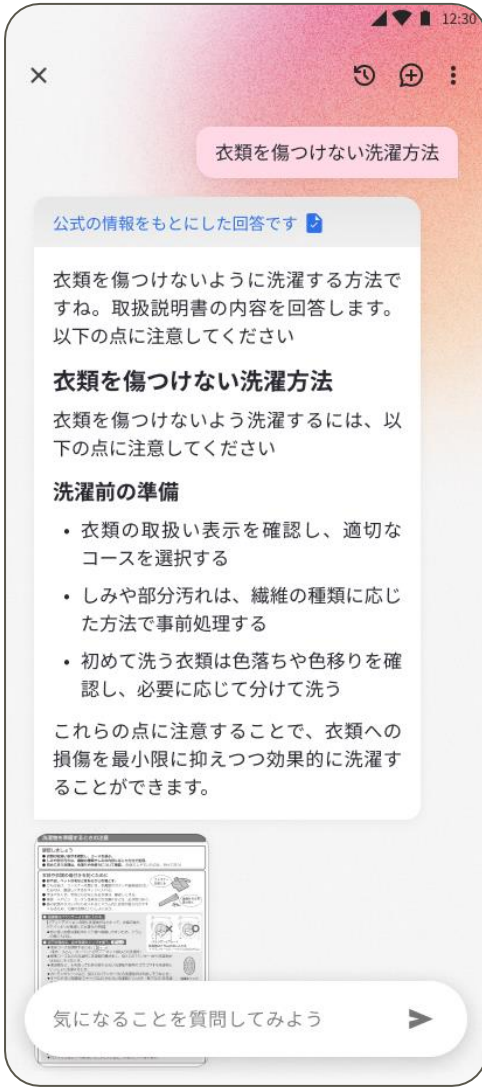 12:30
衣類を傷つけない洗濯方法
公式の情報をもとにした回答です
衣類を傷つけないように洗濯する方法で
すね。取扱説明書の内容を回答します。
以下の点に注意してください
衣類を傷つけない洗濯方法
衣類を傷つけないよう洗濯するには、以
下の点に注意してください
洗濯前の準備
• 衣類の取扱い表示を確認し、適切な
コースを選択する
• しみや部分汚れは、繊維の種類に応じ
た方法で事前処理する
• 初めて洗う衣類は色落ちや色移りを確
認し、必要に応じて分けて洗う
これらの点に注意することで、衣類への
損傷を最小限に抑えつつ効果的に洗濯す
ることができます。
洗濯物を準備するときの注意
気になることを質問してみよう